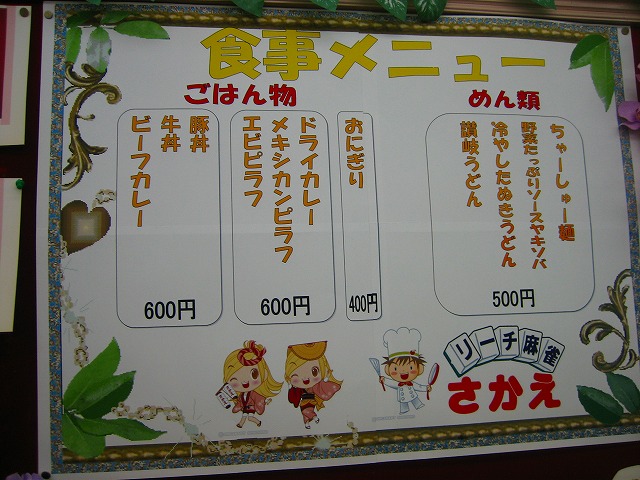 食事メニュー
めん類
ちゃーしゅー麺
野菜たっぷりソースヤキソバ
冷やしたぬきうどん
讃岐うどん
500円
ごはん物
おにぎり
400円
ドライカレー
メキシカンピラフ
エビピラフ
600円
豚丼
牛丼
ビーフカレー
600円
リーチ麻雀
さかえ